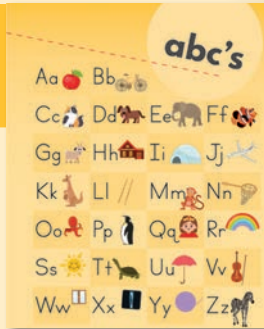 abc's
Aa Bb
Cc Dd Ee Ff
Gg Hh Ii Jj
Kk Ll Mm Nn
Oo Pp Qq Rr
Ss Tt Uu Vv
Ww Xx Yy Zz